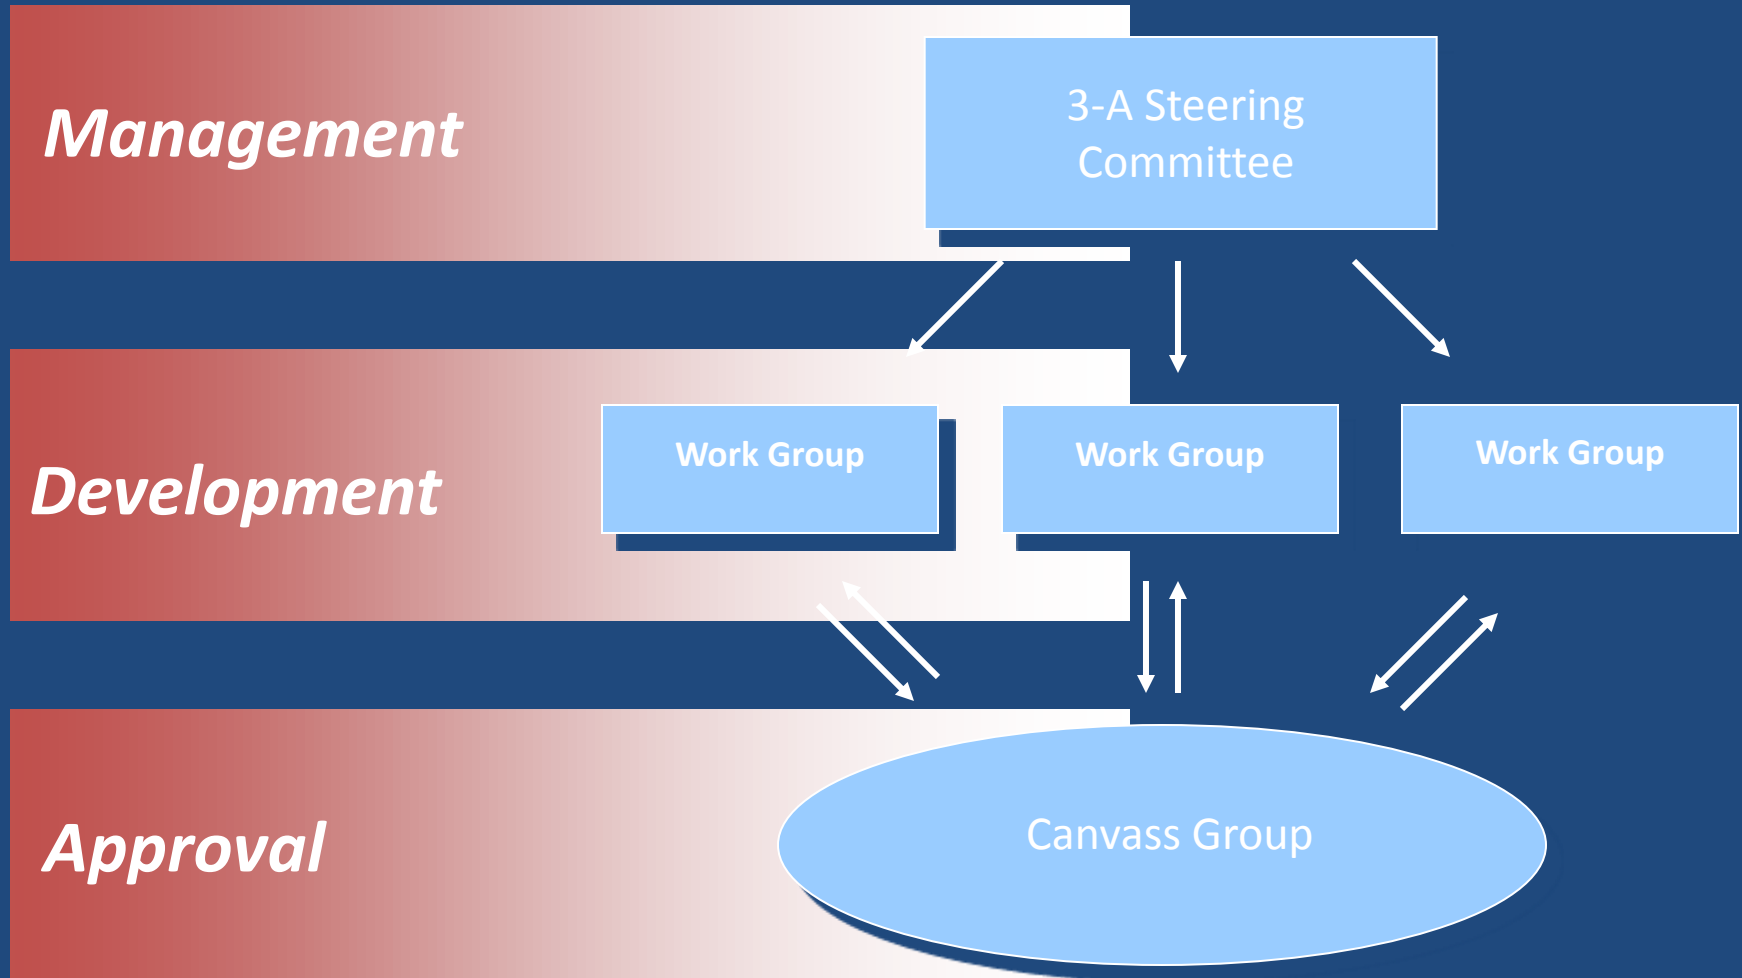 Management
3-A Steering
Committee
Development
Work Group
Work Group
Work Group
Approval
Canvass Group